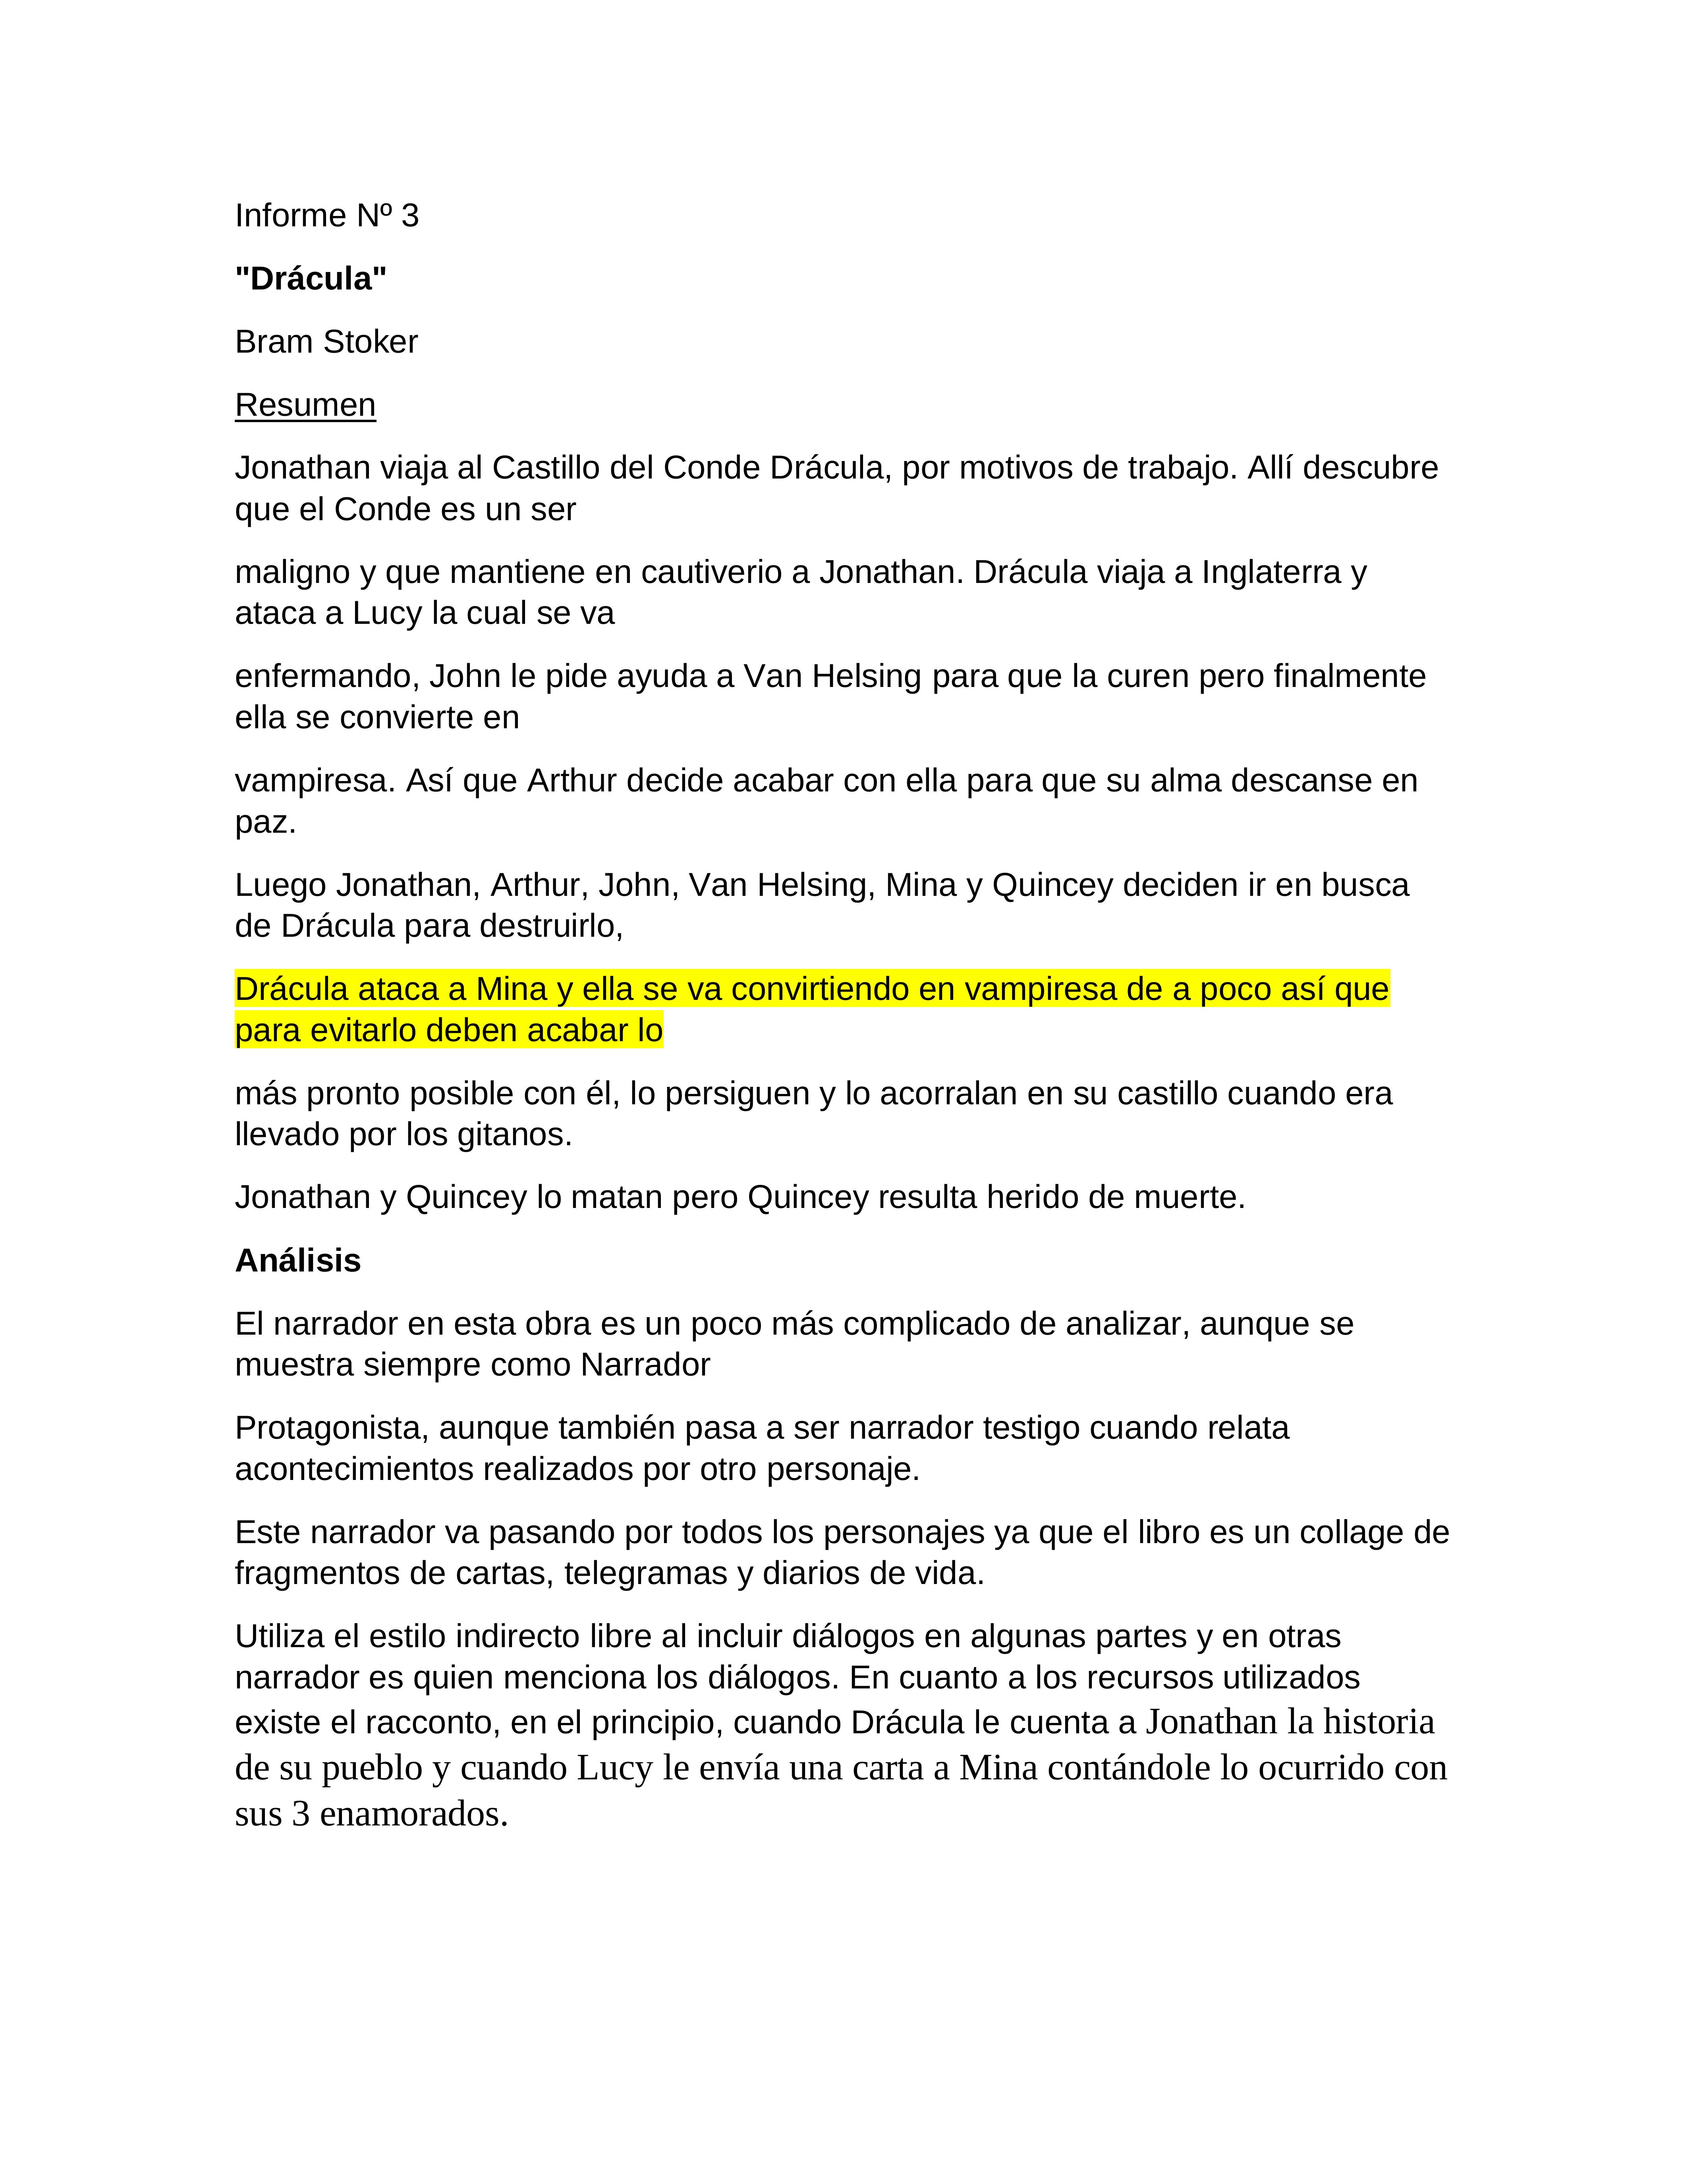 Informe Nº 3
"Drácula"
Bram Stoker
Resumen
Jonathan viaja al Castillo del Conde Drácula, por motivos de trabajo. Allí descubre
que el Conde es un ser
maligno y que mantiene en cautiverio a Jonathan. Drácula viaja a Inglaterra y
ataca a Lucy la cual se va
enfermando, John le pide ayuda a Van Helsing para que la curen pero finalmente
ella se convierte en
vampiresa. Así que Arthur decide acabar con ella para que su alma descanse en
paz.
Luego Jonathan, Arthur, John, Van Helsing, Mina y Quincey deciden ir en busca
de Drácula para destruirlo,
Drácula ataca a Mina y ella se va convirtiendo en vampiresa de a poco así que
para evitarlo deben acabar lo
más pronto posible con él, lo persiguen y lo acorralan en su castillo cuando era
llevado por los gitanos.
Jonathan y Quincey lo matan pero Quincey resulta herido de muerte.
Análisis
El narrador en esta obra es un poco más complicado de analizar, aunque se
muestra siempre como Narrador
Protagonista, aunque también pasa a ser narrador testigo cuando relata
acontecimientos realizados por otro personaje.
Este narrador va pasando por todos los personajes ya que el libro es un collage de
fragmentos de cartas, telegramas y diarios de vida.
Utiliza el estilo indirecto libre al incluir diálogos en algunas partes y en otras
narrador es quien menciona los diálogos. En cuanto a los recursos utilizados
existe el racconto, en el principio, cuando Drácula le cuenta a Jonathan la historia
de su pueblo y cuando Lucy le envía una carta a Mina contándole lo ocurrido con
sus 3 enamorados.